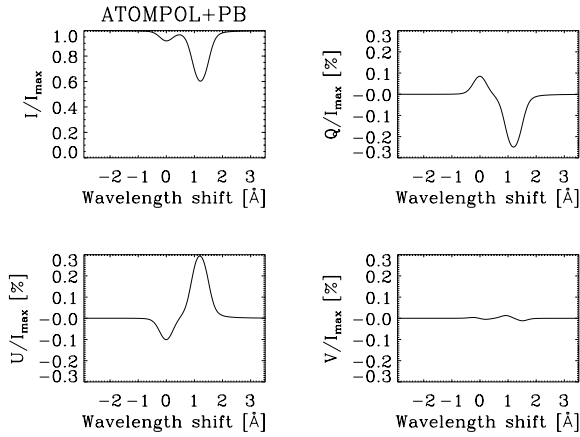 ATOMPOL+PB
I/Imax
1.0
0.8
0.6
0.4
0.2
0.0
-2 -1 0 1 2 3
Wavelength shift [Å]
Q/Imax [%]
0.3
0.2
0.1
-0.0
-0.1
-0.2
-0.3
-2 -1 0 1 2 3
Wavelength shift [Å]
U/Imax [%]
0.3
0.2
0.1
-0.0
-0.1
-0.2
-0.3
-2 -1 0 1 2 3
Wavelength shift [Å]
V/Imax [%]
0.3
0.2
0.1
-0.0
-0.1
-0.2
-0.3
-2 -1 0 1 2 3
Wavelength shift [Å]